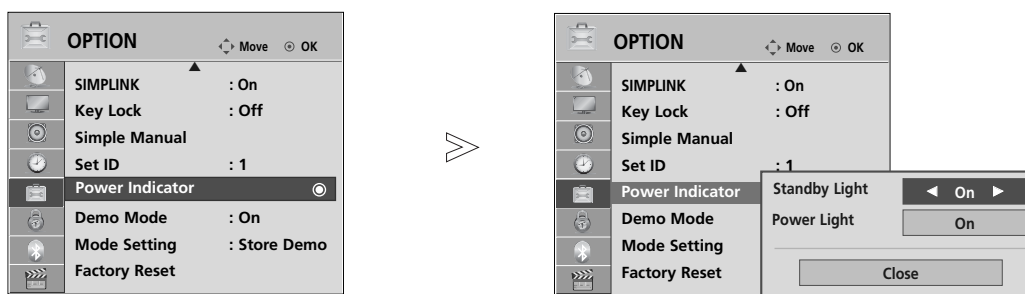 OPTION
Move OK
SIMPLINK : On
Key Lock : Off
Simple Manual
Set ID : 1
Power Indicator
Demo Mode : On
Mode Setting : Store Demo
Factory Reset
OPTION
Move OK
SIMPLINK : On
Key Lock : Off
Simple Manual
Set ID : 1
Power Indicator
Demo Mode
Mode Setting
Factory Reset
Standby Light ◄ On ►
Power Light On
Close